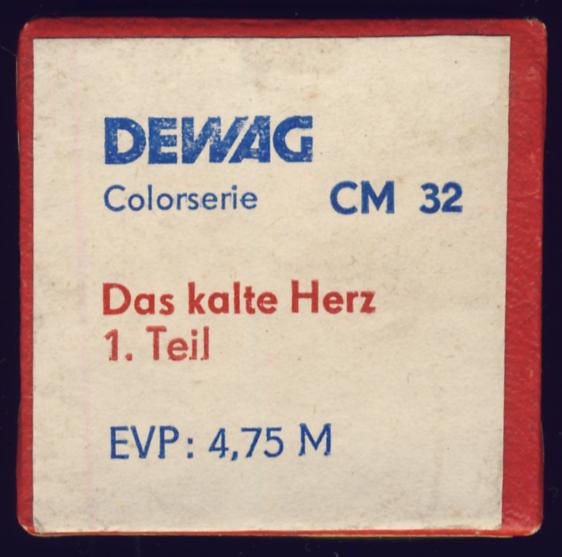 DEWAG
Colorserie CM 32
Das kalte Herz
1. Teil
EVP: 4,75 M